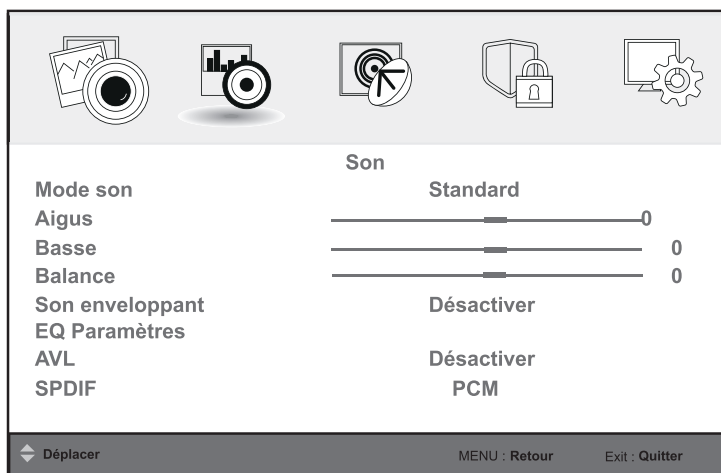 Son
Mode son Standard
Aigus 0
Basse 0
Balance 0
Son enveloppant Désactiver
EQ Paramètres
AVL Désactiver
SPDIF PCM
Déplacer MENU : Retour Exit : Quitter